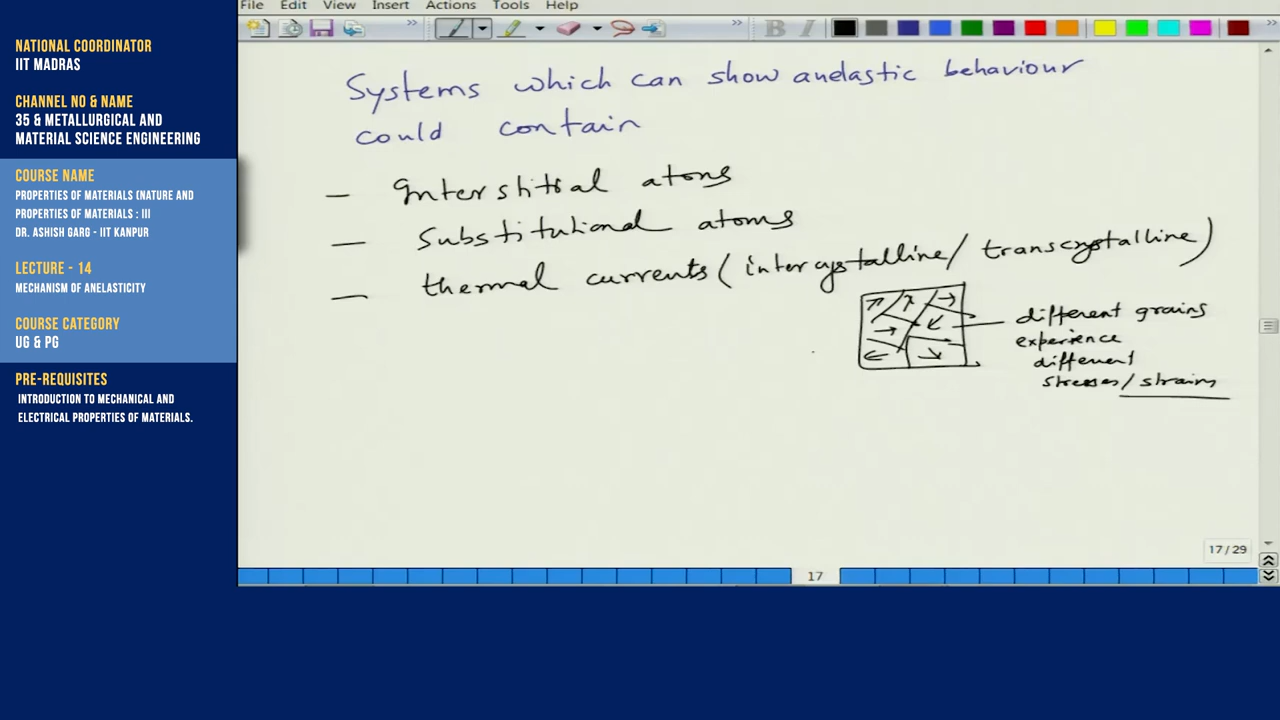 NATIONAL COORDINATOR
IIT MADRAS
CHANNEL NO & NAME
35 & METALLURGICAL AND
MATERIAL SCIENCE ENGINEERING
COURSE NAME
PROPERTIES OF MATERIALS (NATURE AND
PROPERTIES OF MATERIALS : III
DR. ASHISH GARG - IIT KANPUR
LECTURE - 14
MECHANISM OF ANELASTICITY
COURSE CATEGORY
UG & PG
PRE-REQUISITES
INTRODUCTION TO MECHANICAL AND
ELECTRICAL PROPERTIES OF MATERIALS.
File Edit View Insert Actions Tools Help
Systems which can show anelastic behaviour
could contain
— Interstitial atoms
— Substitutional atoms
— thermal currents (intercrystalline/transcrystalline)
different grains
experience
different
stresses/strains
17/29
17